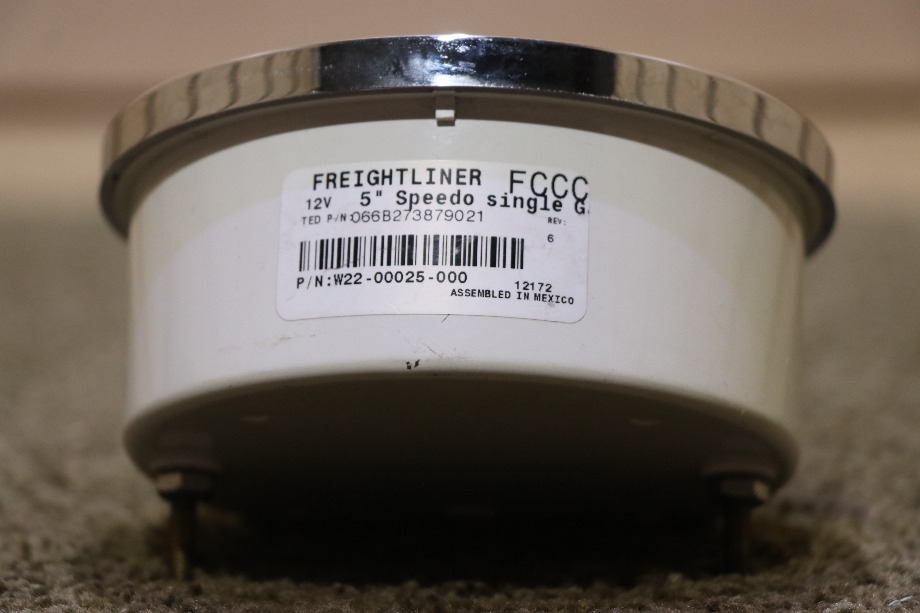 FREIGHTLINER FCCC
12V 5" Speedo single G
TED P/N:066B273879021 REV:
6
P/N:W22-00025-000 12172
ASSEMBLED IN MEXICO